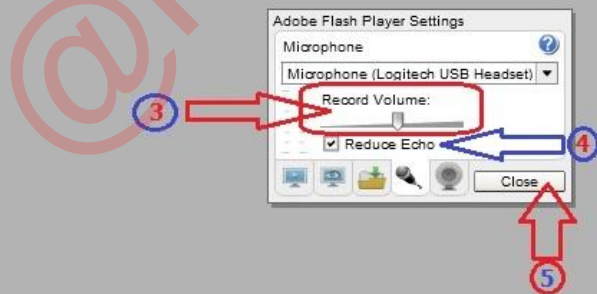 Adobe Flash Player Settings
Microphone
?
Microphone (Logitech USB Headset)
Record Volume:
3
Reduce Echo
4
Close
5